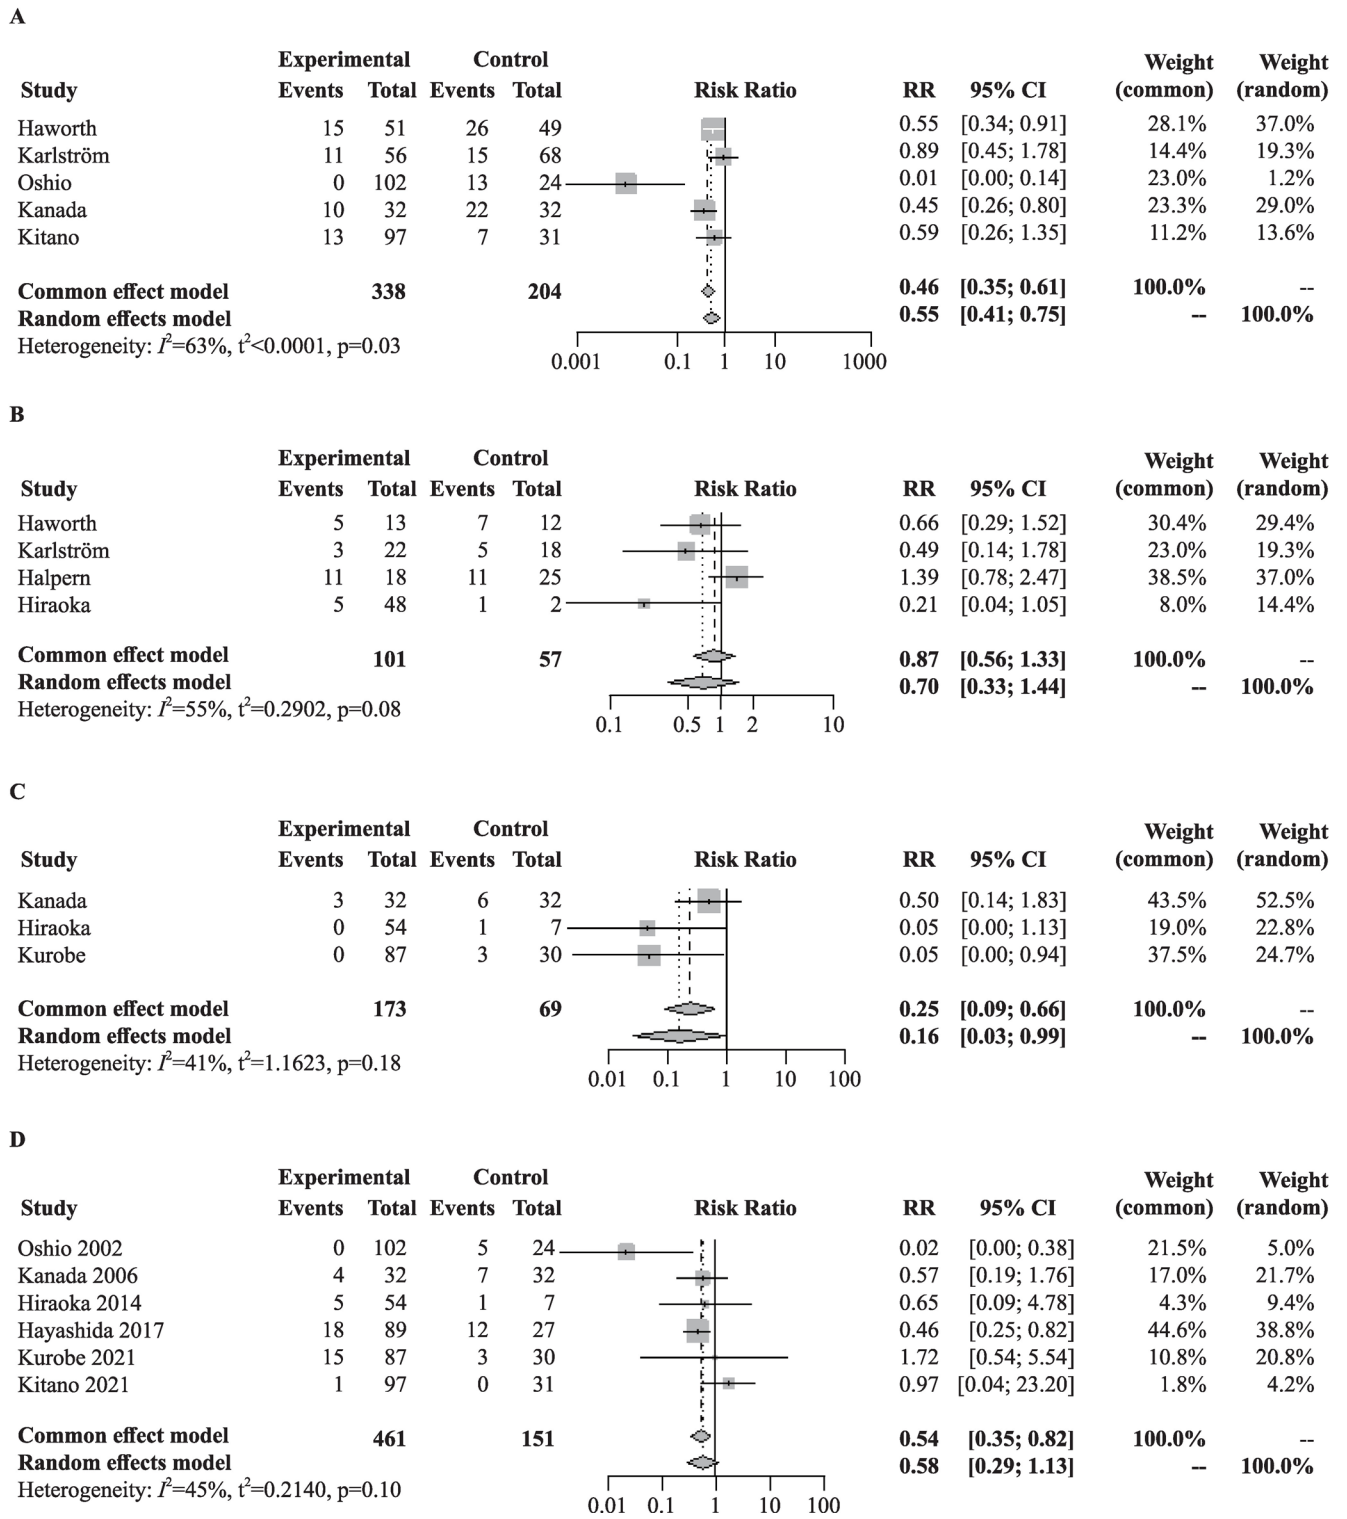 A
Experimental Control Weight Weight
Study Events Total Events Total Risk Ratio RR 95% CI (common) (random)
Haworth 15 51 26 49 0.55 [0.34; 0.91] 28.1% 37.0%
Karlström 11 56 15 68 0.89 [0.45; 1.78] 14.4% 19.3%
Oshio 0 102 13 24 0.01 [0.00; 0.14] 23.0% 1.2%
Kanada 10 32 22 32 0.45 [0.26; 0.80] 23.3% 29.0%
Kitano 13 97 7 31 0.59 [0.26; 1.35] 11.2% 13.6%
Common effect model 338 204 0.46 [0.35; 0.61] 100.0% --
Random effects model 0.55 [0.41; 0.75] -- 100.0%
Heterogeneity: I²=63%, t²<0.0001, p=0.03
0.001 0.1 1 10 1000
B
Experimental Control Weight Weight
Study Events Total Events Total Risk Ratio RR 95% CI (common) (random)
Haworth 5 13 7 12 0.66 [0.29; 1.52] 30.4% 29.4%
Karlström 3 22 5 18 0.49 [0.14; 1.78] 23.0% 19.3%
Halpern 11 18 11 25 1.39 [0.78; 2.47] 38.5% 37.0%
Hiraoka 5 48 1 2 0.21 [0.04; 1.05] 8.0% 14.4%
Common effect model 101 57 0.87 [0.56; 1.33] 100.0% --
Random effects model 0.70 [0.33; 1.44] -- 100.0%
Heterogeneity: I²=55%, t²=0.2902, p=0.08
0.1 0.5 1 2 10
C
Experimental Control Weight Weight
Study Events Total Events Total Risk Ratio RR 95% CI (common) (random)
Kanada 3 32 6 32 0.50 [0.14; 1.83] 43.5% 52.5%
Hiraoka 0 54 1 7 0.05 [0.00; 1.13] 19.0% 22.8%
Kurobe 0 87 3 30 0.05 [0.00; 0.94] 37.5% 24.7%
Common effect model 173 69 0.25 [0.09; 0.66] 100.0% --
Random effects model 0.16 [0.03; 0.99] -- 100.0%
Heterogeneity: I²=41%, t²=1.1623, p=0.18
0.01 0.1 1 10 100
D
Experimental Control Weight Weight
Study Events Total Events Total Risk Ratio RR 95% CI (common) (random)
Oshio 2002 0 102 5 24 0.02 [0.00; 0.38] 21.5% 5.0%
Kanada 2006 4 32 7 32 0.57 [0.19; 1.76] 17.0% 21.7%
Hiraoka 2014 5 54 1 7 0.65 [0.09; 4.78] 4.3% 9.4%
Hayashida 2017 18 89 12 27 0.46 [0.25; 0.82] 44.6% 38.8%
Kurobe 2021 15 87 3 30 1.72 [0.54; 5.54] 10.8% 20.8%
Kitano 2021 1 97 0 31 0.97 [0.04; 23.20] 1.8% 4.2%
Common effect model 461 151 0.54 [0.35; 0.82] 100.0% --
Random effects model 0.58 [0.29; 1.13] -- 100.0%
Heterogeneity: I²=45%, t²=0.2140, p=0.10
0.01 0.1 1 10 100